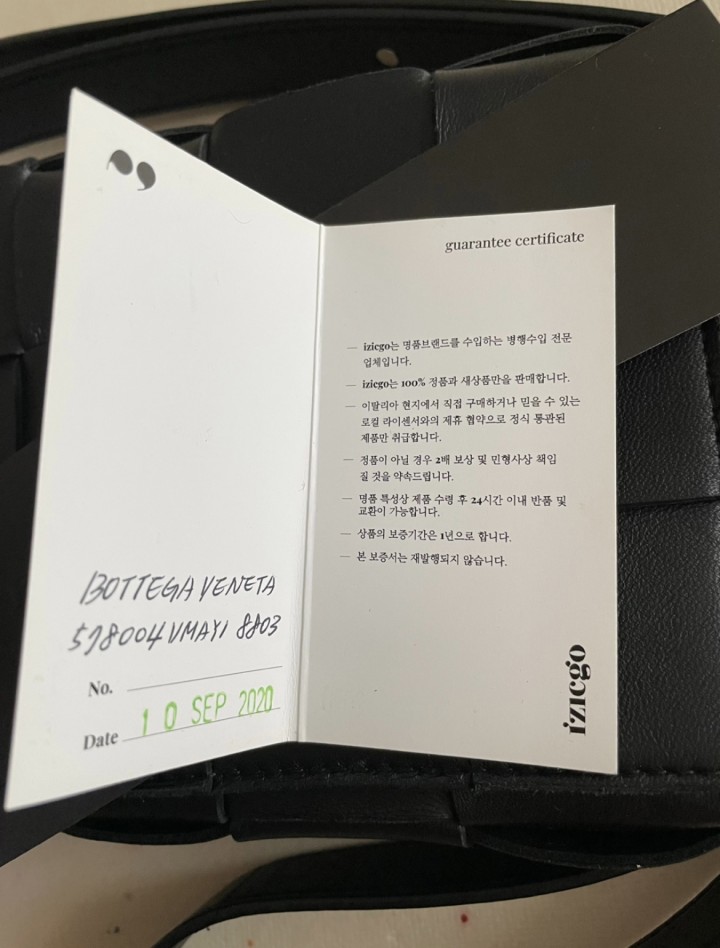 BOTTEGA VENETA
578004 VMAY1 8803
No.
Date 10 SEP 2020
guarantee certificate
— izicgo는 명품브랜드를 수입하는 병행수입 전문
업체입니다.
— izicgo는 100% 정품과 새상품만을 판매합니다.
— 이딸리아 현지에서 직접 구매하거나 믿을 수 있는
로컬 라이센서와의 제휴 협약으로 정식 통관된
제품만 취급합니다.
— 정품이 아닐 경우 2배 보상 및 민형사상 책임
질 것을 약속드립니다.
— 명품 특성상 제품 수령 후 24시간 이내 반품 및
교환이 가능합니다.
— 상품의 보증기간은 1년으로 합니다.
— 본 보증서는 재발행되지 않습니다.
izicgo